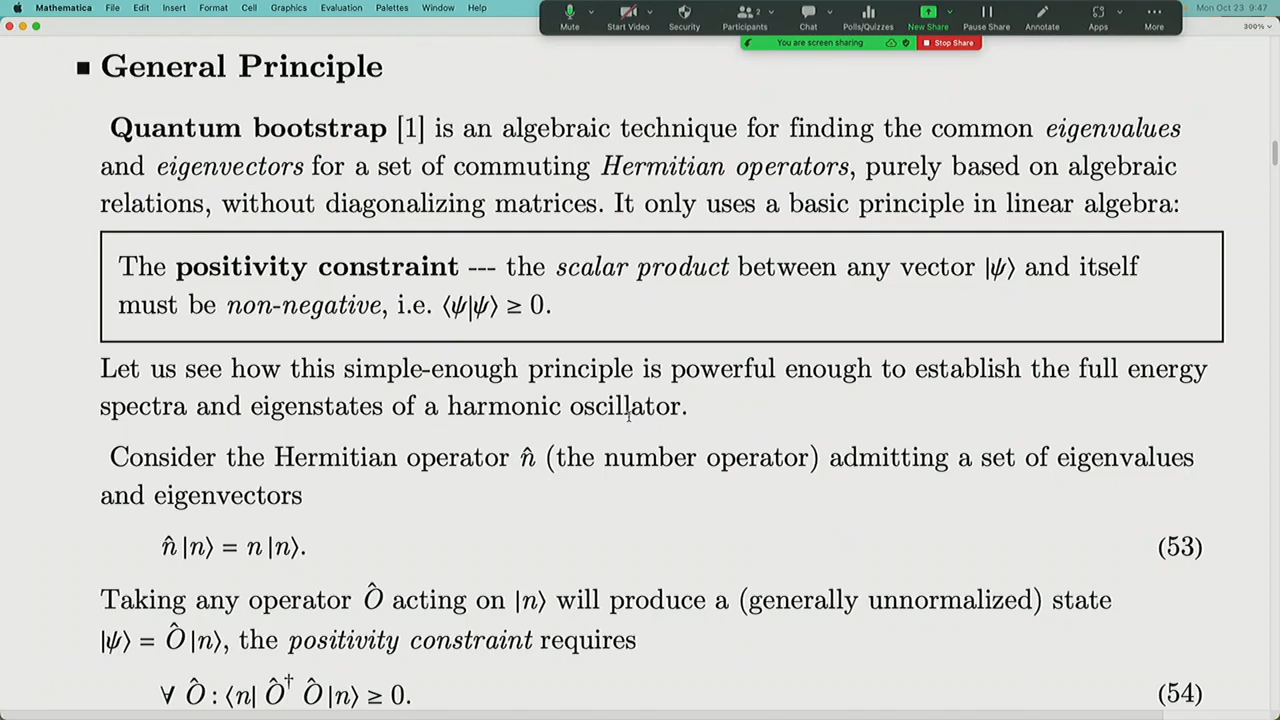 Mathematica File Edit Insert Format Cell Graphics Evaluation Palettes Window Help Mon Oct 23 9:47
Mute Start Video Security Participants 2 Chat Polls/Quizzes New Share Pause Share Annotate Apps More
You are screen sharing Stop Share
300%
■ General Principle
Quantum bootstrap [1] is an algebraic technique for finding the common eigenvalues
and eigenvectors for a set of commuting Hermitian operators, purely based on algebraic
relations, without diagonalizing matrices. It only uses a basic principle in linear algebra:
The positivity constraint --- the scalar product between any vector |ψ⟩ and itself
must be non-negative, i.e. ⟨ψ|ψ⟩ ≥ 0.
Let us see how this simple-enough principle is powerful enough to establish the full energy
spectra and eigenstates of a harmonic oscillator.
Consider the Hermitian operator n̂ (the number operator) admitting a set of eigenvalues
and eigenvectors
n̂ |n⟩ = n |n⟩. (53)
Taking any operator Ô acting on |n⟩ will produce a (generally unnormalized) state
|ψ⟩ = Ô |n⟩, the positivity constraint requires
∀ Ô : ⟨n| Ô† Ô |n⟩ ≥ 0. (54)